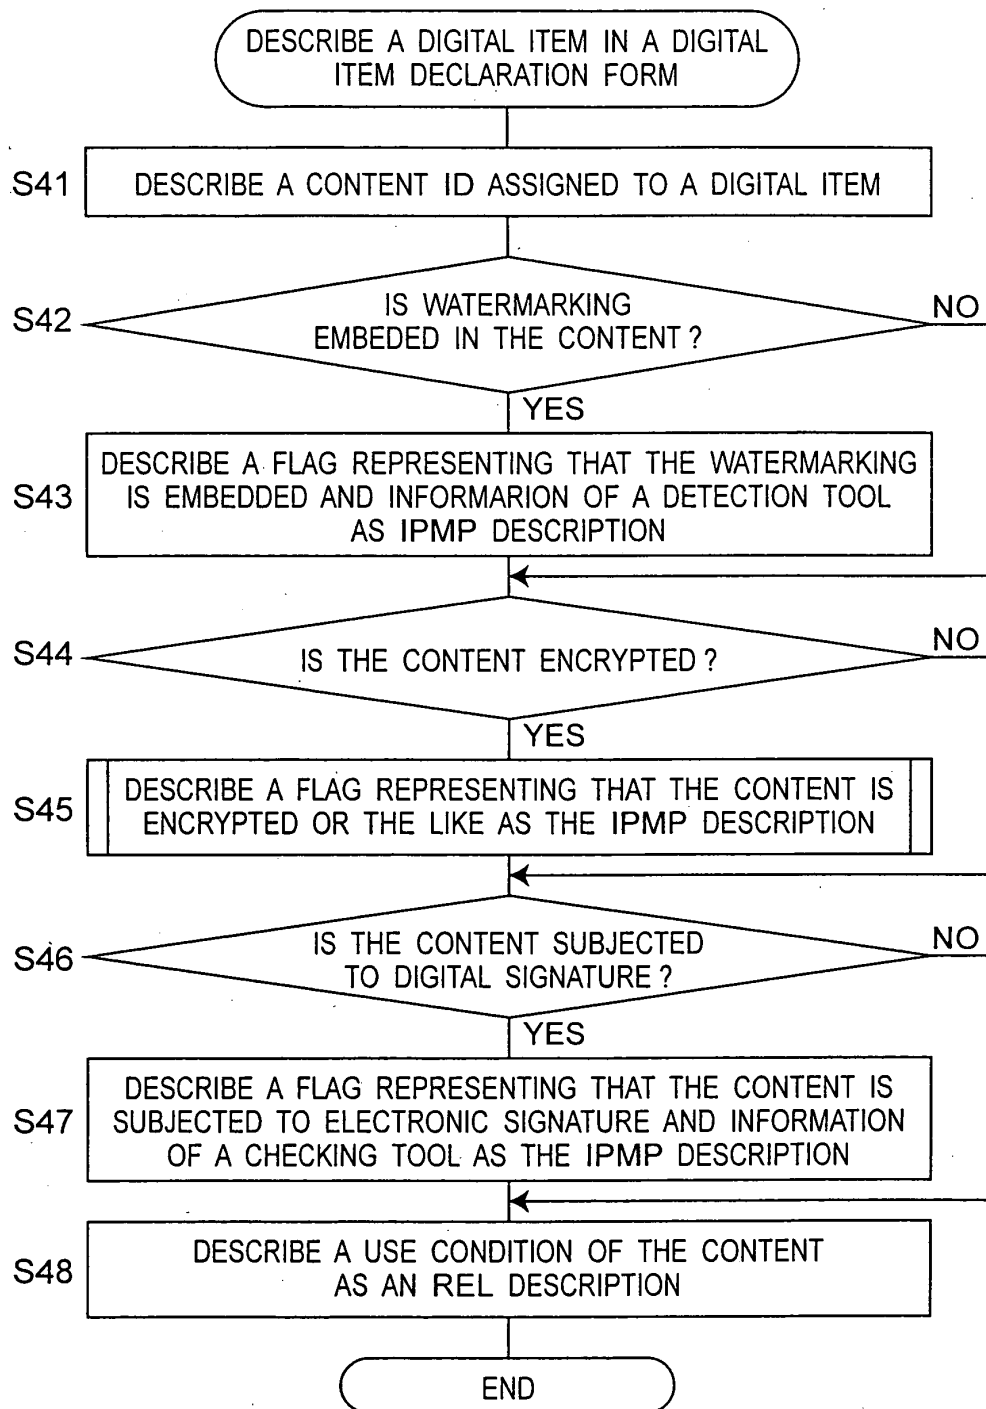 DESCRIBE A DIGITAL ITEM IN A DIGITAL
ITEM DECLARATION FORM
S41
DESCRIBE A CONTENT ID ASSIGNED TO A DIGITAL ITEM
S42
IS WATERMARKING
EMBEDED IN THE CONTENT ?
NO
YES
S43
DESCRIBE A FLAG REPRESENTING THAT THE WATERMARKING
IS EMBEDDED AND INFORMARION OF A DETECTION TOOL
AS IPMP DESCRIPTION
S44
IS THE CONTENT ENCRYPTED ?
NO
YES
S45
DESCRIBE A FLAG REPRESENTING THAT THE CONTENT IS
ENCRYPTED OR THE LIKE AS THE IPMP DESCRIPTION
S46
IS THE CONTENT SUBJECTED
TO DIGITAL SIGNATURE ?
NO
YES
S47
DESCRIBE A FLAG REPRESENTING THAT THE CONTENT IS
SUBJECTED TO ELECTRONIC SIGNATURE AND INFORMATION
OF A CHECKING TOOL AS THE IPMP DESCRIPTION
S48
DESCRIBE A USE CONDITION OF THE CONTENT
AS AN REL DESCRIPTION
END